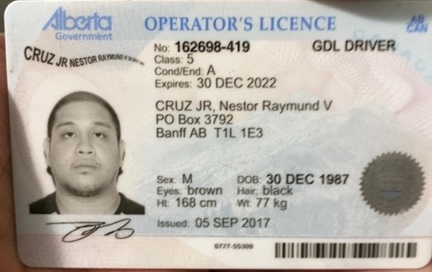 Alberta
Government
OPERATOR'S LICENCE
AB
CAN
No: 162698-419 GDL DRIVER
Class: 5
Cond/End: A
Expires: 30 DEC 2022
CRUZ JR NESTOR RAYMUND V
CRUZ JR, Nestor Raymund V
PO Box 3792
Banff AB T1L 1E3
Sex: M DOB: 30 DEC 1987
Eyes: brown Hair: black
Ht: 168 cm Wt: 77 kg
Issued: 05 SEP 2017
0777-55309